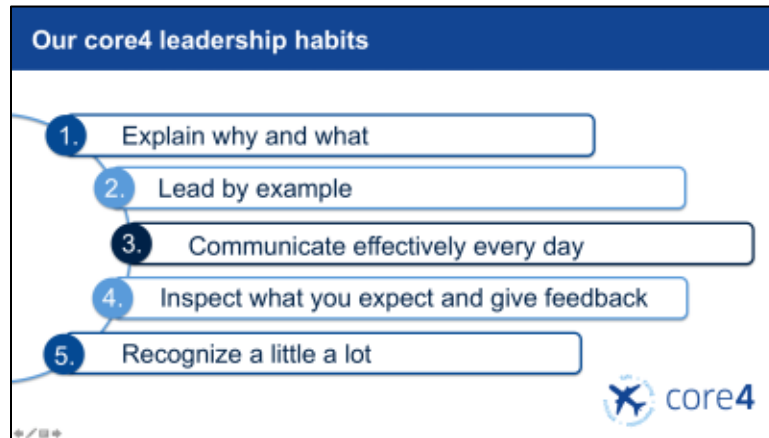 Our core4 leadership habits
1. Explain why and what
2. Lead by example
3. Communicate effectively every day
4. Inspect what you expect and give feedback
5. Recognize a little a lot
core4